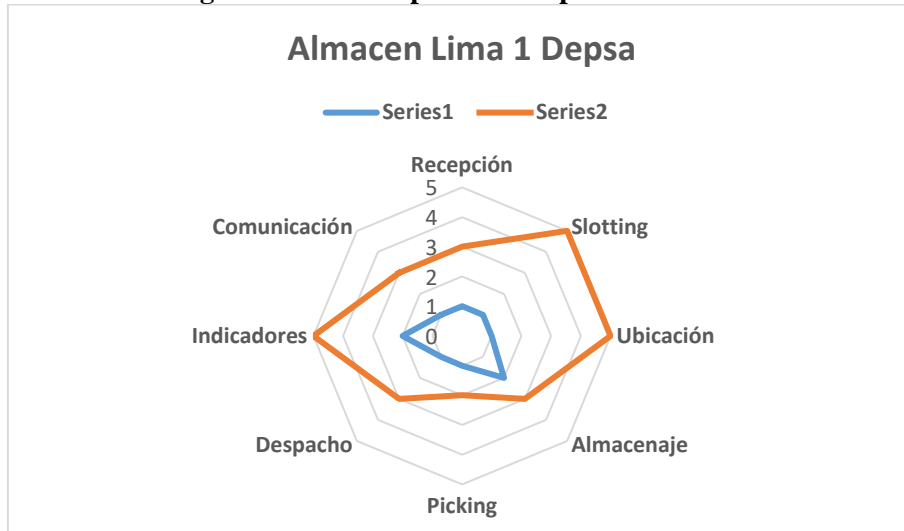 Almacen Lima 1 Depsa
Series1 Series2
Recepción
5
4
3
2
1
0
Comunicación
Slotting
Indicadores
Ubicación
Despacho
Almacenaje
Picking